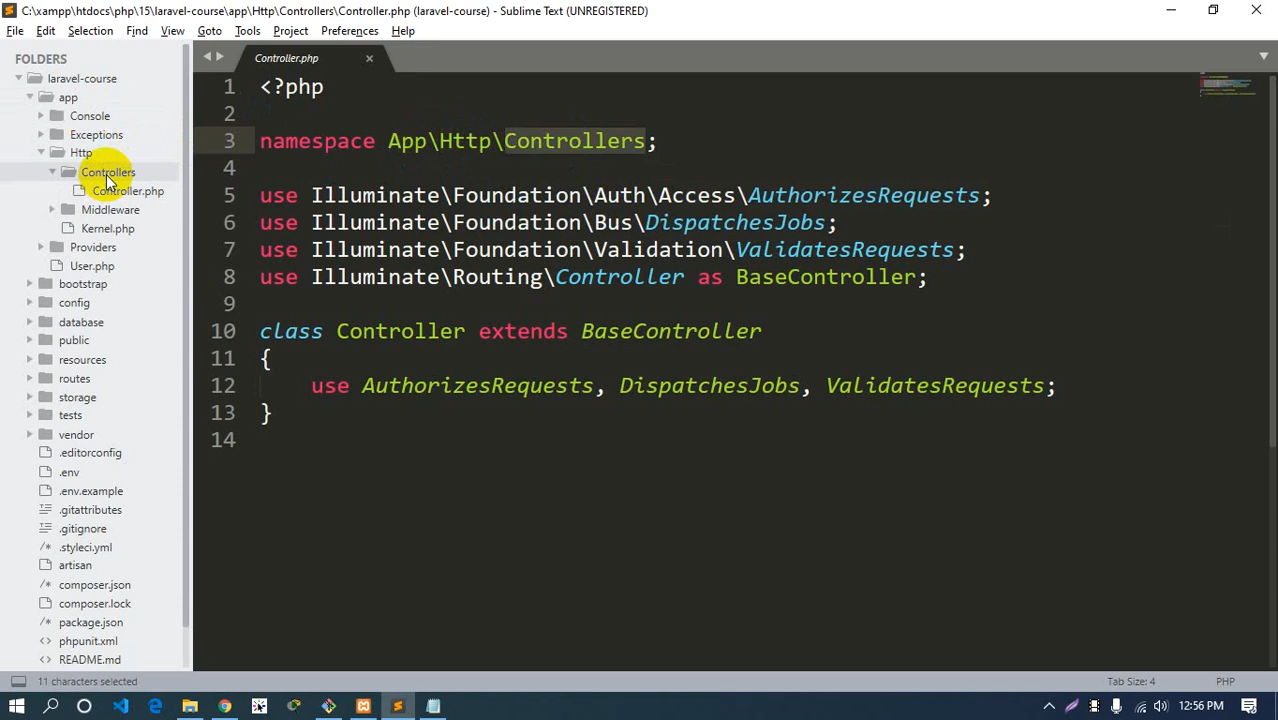 C:\xampp\htdocs\php\15\laravel-course\app\Http\Controllers\Controller.php (laravel-course) - Sublime Text (UNREGISTERED)
File Edit Selection Find View Goto Tools Project Preferences Help
FOLDERS
laravel-course
app
Console
Exceptions
Http
Controllers
Controller.php
Middleware
Kernel.php
Providers
User.php
bootstrap
config
database
public
resources
routes
storage
tests
vendor
.editorconfig
.env
.env.example
.gitattributes
.gitignore
.styleci.yml
artisan
composer.json
composer.lock
package.json
phpunit.xml
README.md
Controller.php
1 <?php
2
3 namespace App\Http\Controllers;
4
5 use Illuminate\Foundation\Auth\Access\AuthorizesRequests;
6 use Illuminate\Foundation\Bus\DispatchesJobs;
7 use Illuminate\Foundation\Validation\ValidatesRequests;
8 use Illuminate\Routing\Controller as BaseController;
9
10 class Controller extends BaseController
11 {
12     use AuthorizesRequests, DispatchesJobs, ValidatesRequests;
13 }
14
11 characters selected Tab Size: 4 PHP
12:56 PM